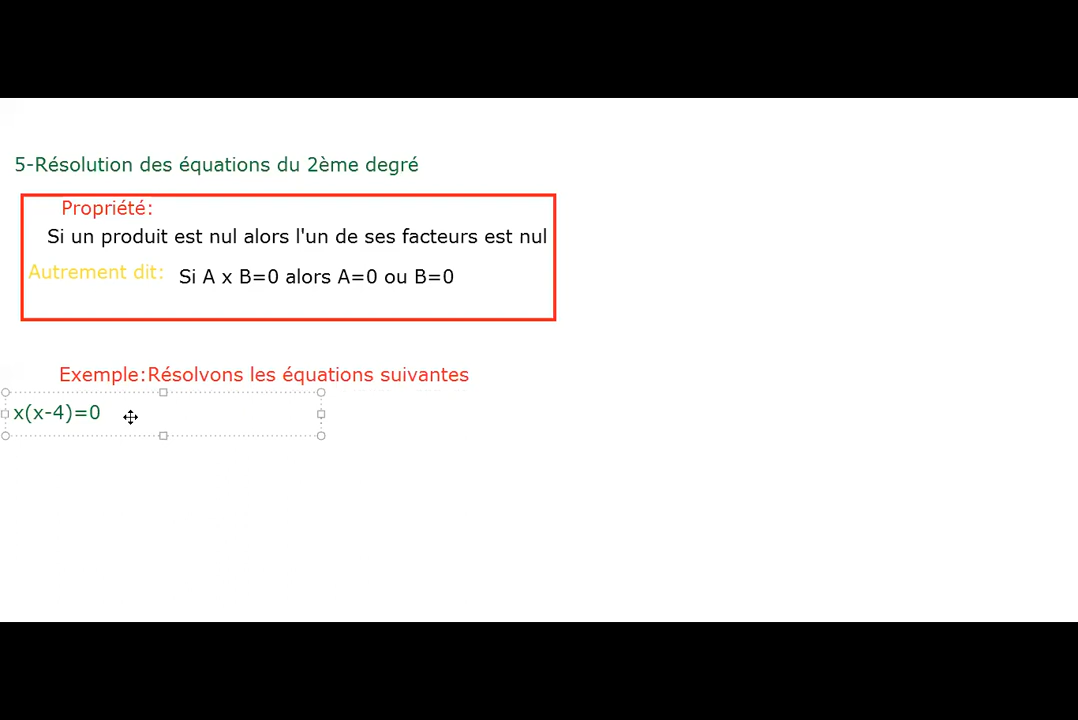 5-Résolution des équations du 2ème degré
Propriété:
Si un produit est nul alors l'un de ses facteurs est nul
Autrement dit: Si A x B=0 alors A=0 ou B=0
Exemple:Résolvons les équations suivantes
x(x-4)=0